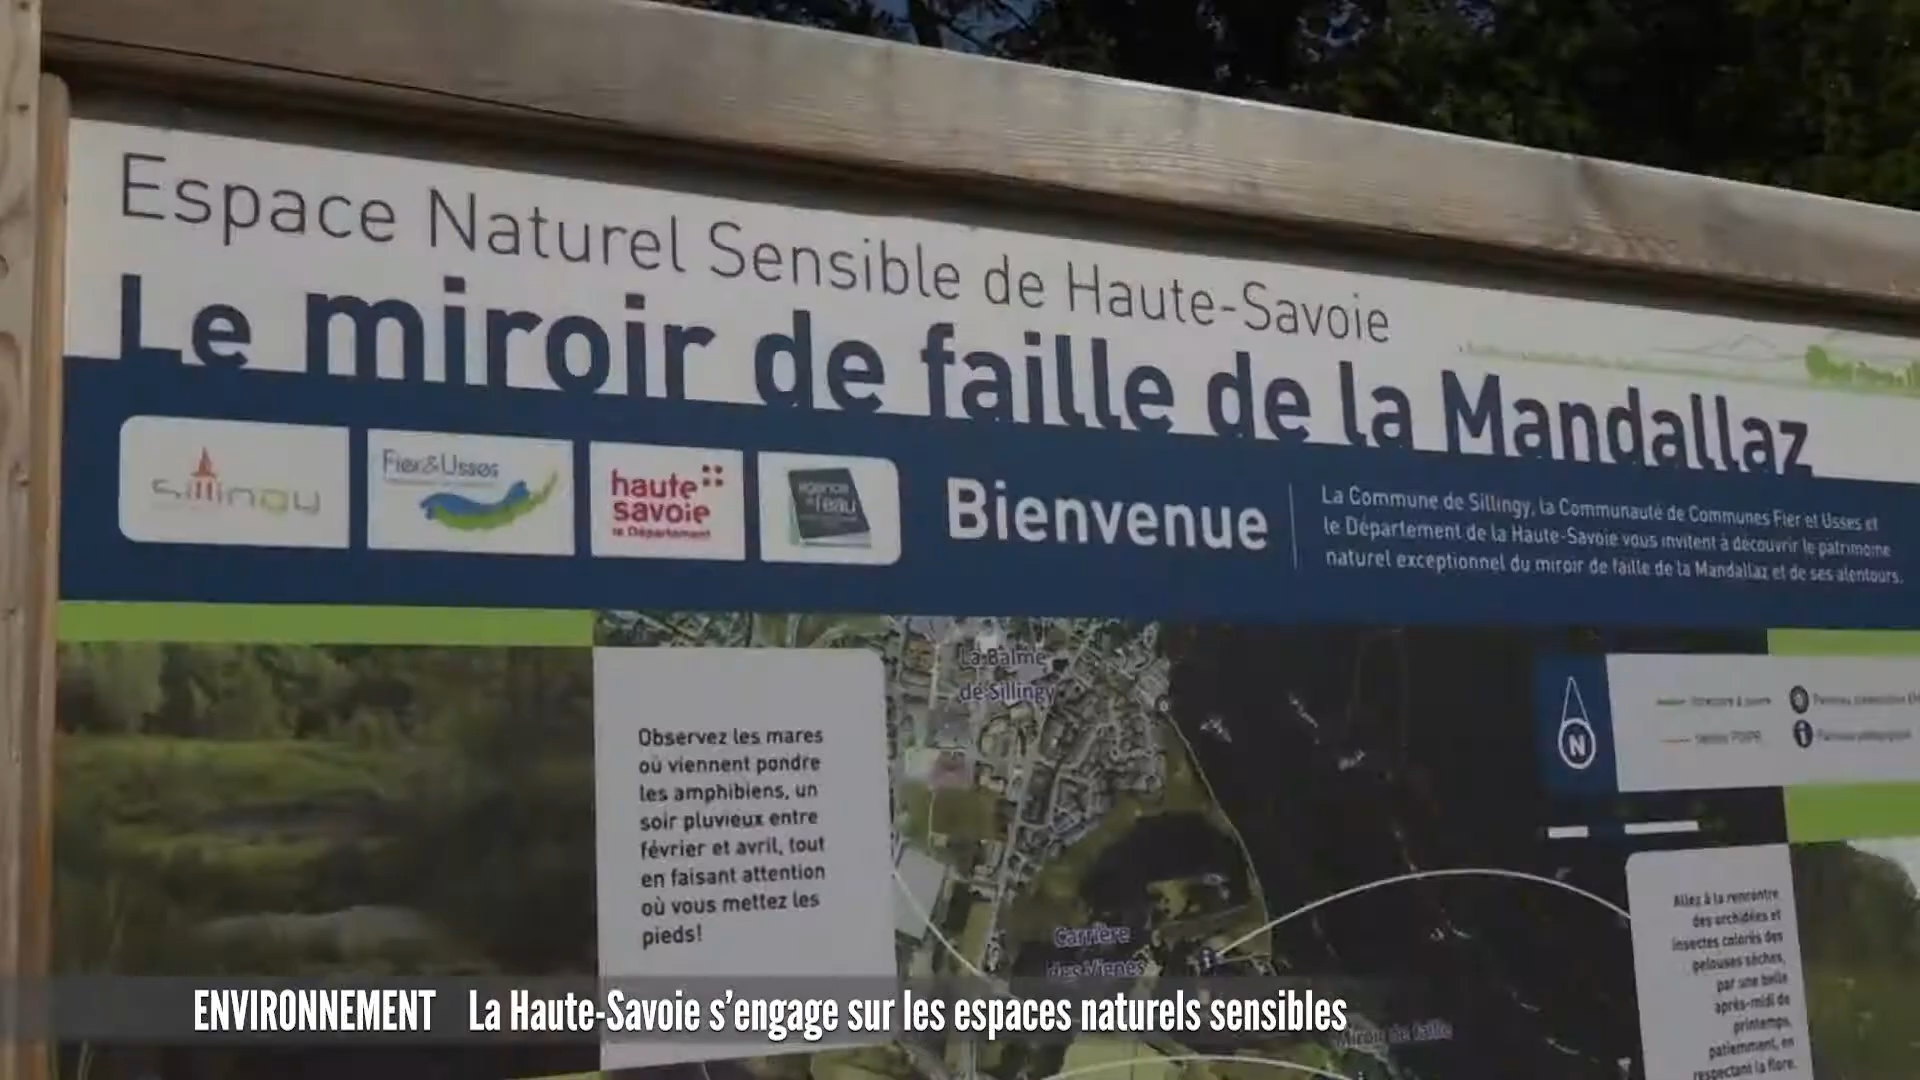 Espace Naturel Sensible de Haute-Savoie
Le miroir de faille de la Mandallaz
sillingy
Fier&Usses
haute
savoie
le Département
agence
de l'eau
Bienvenue
La Commune de Sillingy, la Communauté de Communes Fier et Usses et
le Département de la Haute-Savoie vous invitent à découvrir le patrimoine
naturel exceptionnel du miroir de faille de la Mandallaz et de ses alentours.
La Balme
de Sillingy
N
Observez les mares
où viennent pondre
les amphibiens, un
soir pluvieux entre
février et avril, tout
en faisant attention
où vous mettez les
pieds!
Carrière
des Vignes
Miroir de faille
Allez à la rencontre
des orchidées et
insectes colorés des
pelouses sèches,
par une belle
après-midi de
printemps,
patiemment, en
respectant la flore.
ENVIRONNEMENT La Haute-Savoie s'engage sur les espaces naturels sensibles